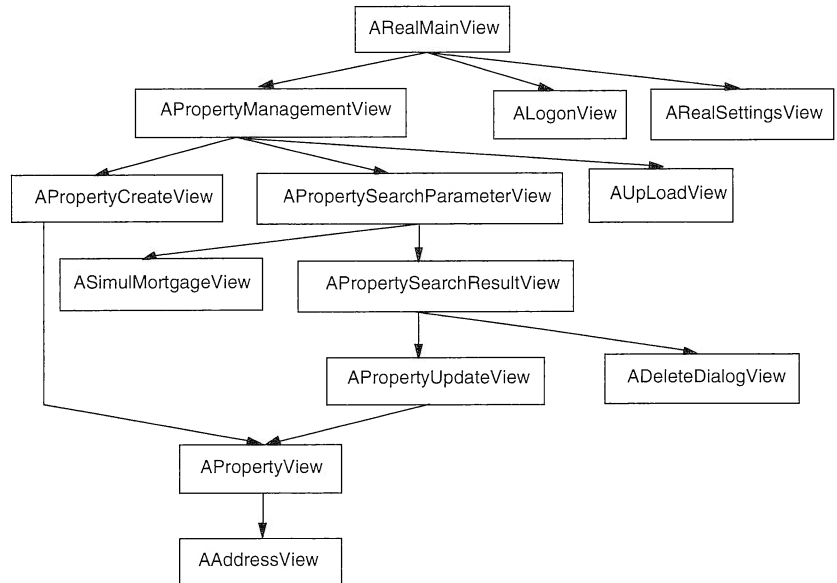 ARealMainView
APropertyManagementView
ALogonView
ARealSettingsView
APropertyCreateView
APropertySearchParameterView
AUpLoadView
ASimulMortgageView
APropertySearchResultView
APropertyUpdateView
ADeleteDialogView
APropertyView
AAddressView